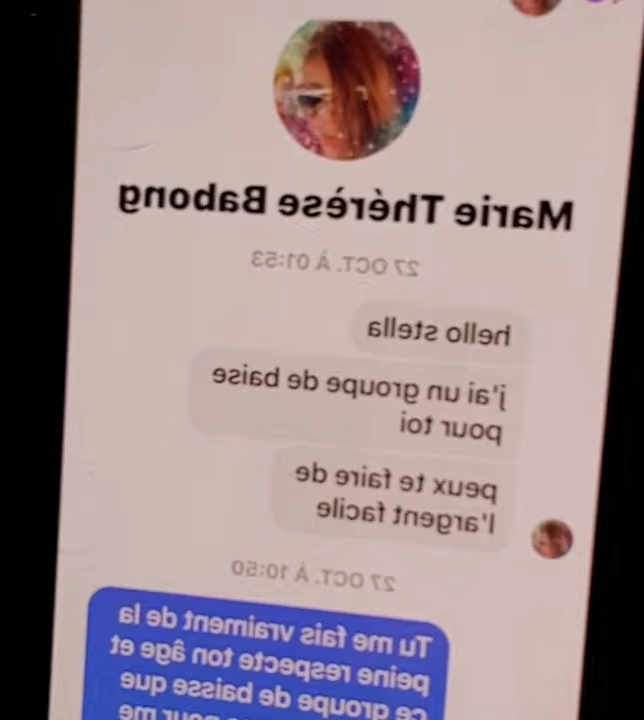 Marie Thérèse Babong
27 OCT. À 01:53
hello stella
j'ai un groupe de baise
pour toi
peux te faire de
l'argent facile
27 OCT. À 10:50
Tu me fais vraiment de la
peine respecte ton âge et
ce groupe de baisse que
pour me